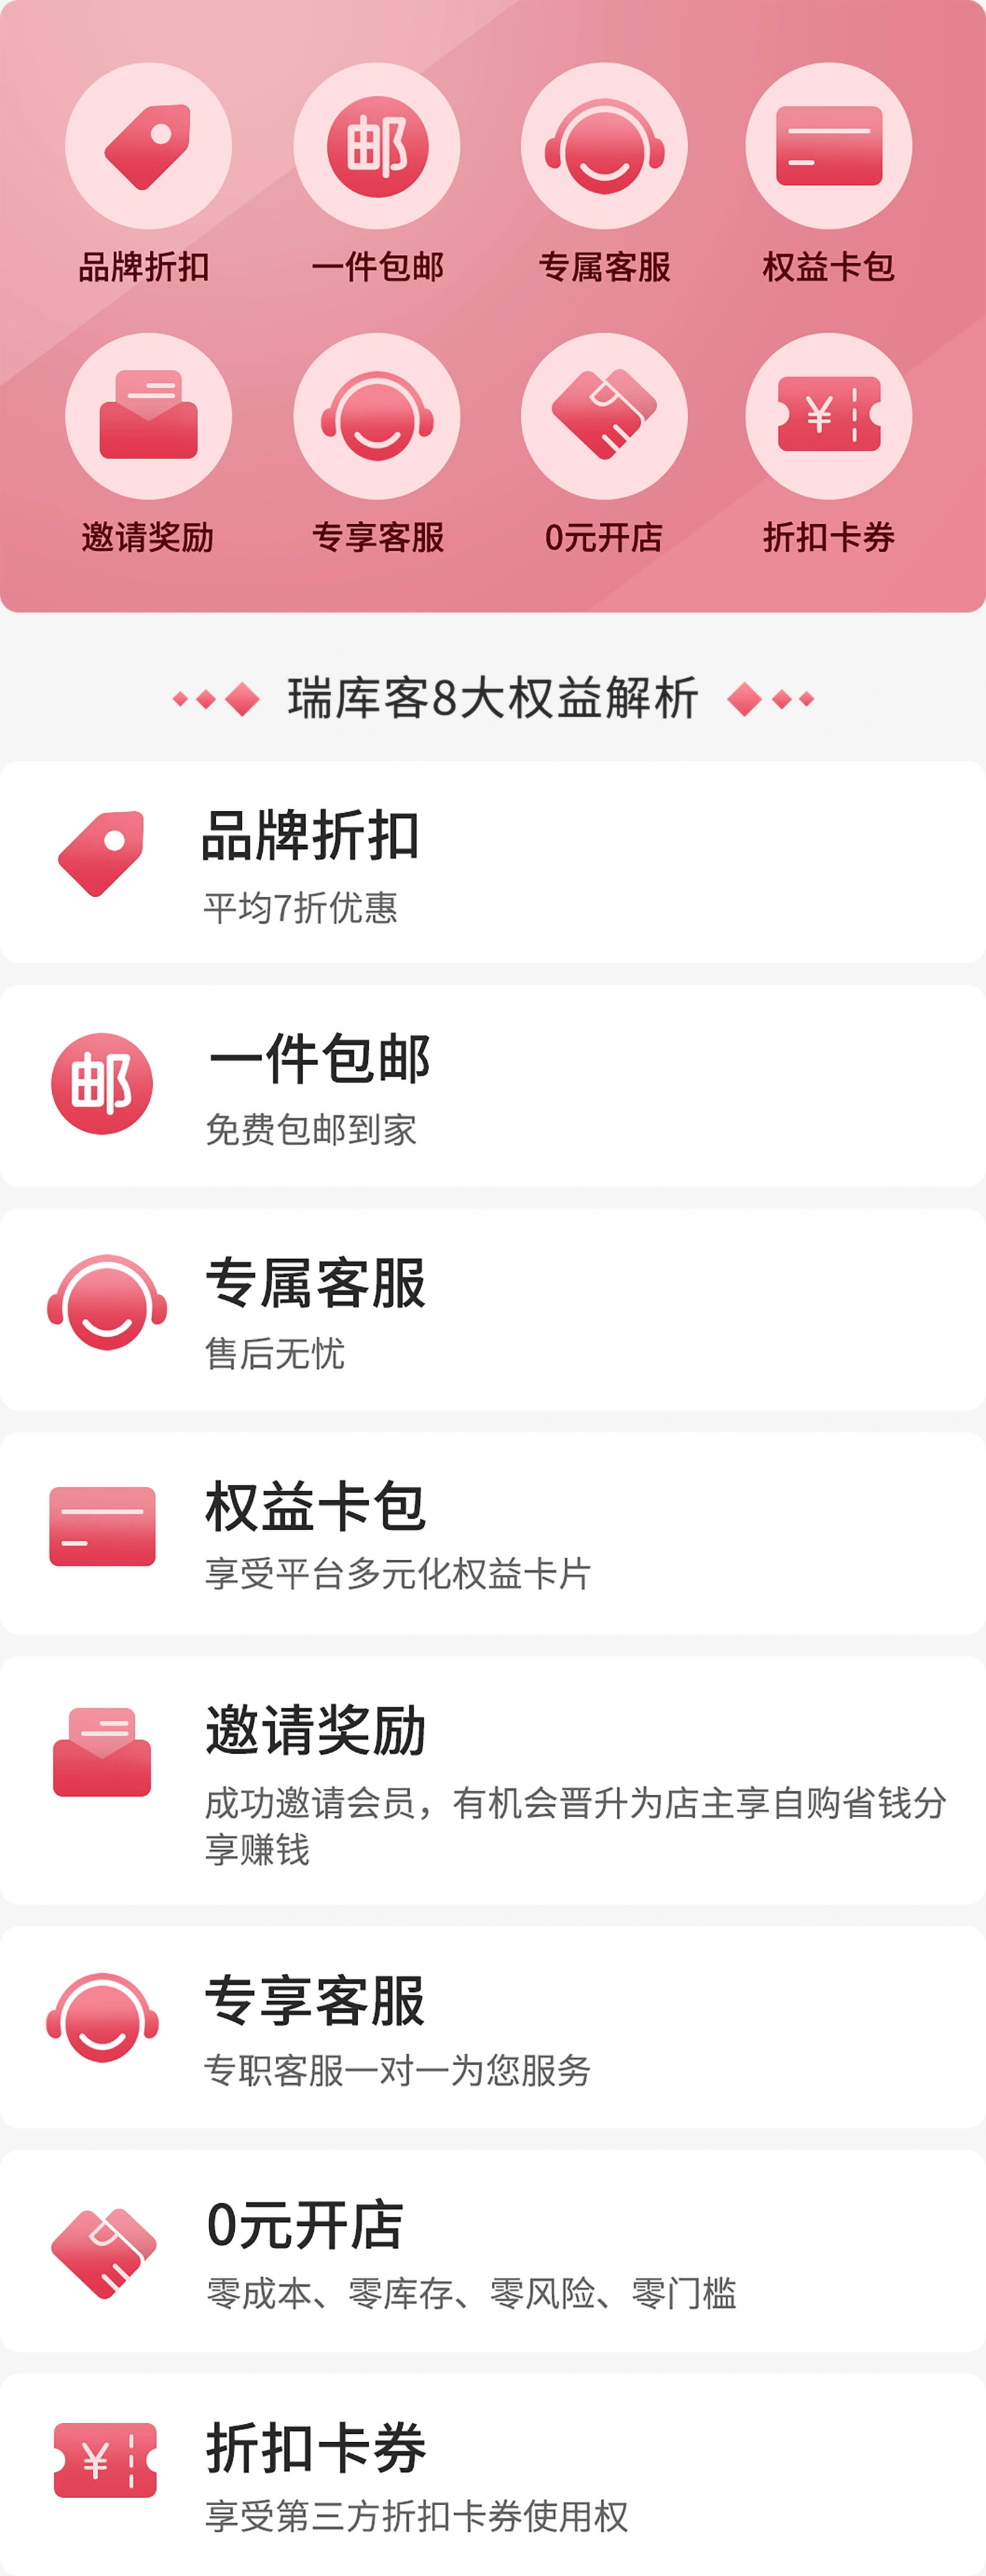 邮
品牌折扣
一件包邮
专属客服
权益卡包
¥
邀请奖励
专享客服
0元开店
折扣卡券
瑞库客8大权益解析
品牌折扣
平均7折优惠
邮
一件包邮
免费包邮到家
专属客服
售后无忧
权益卡包
享受平台多元化权益卡片
邀请奖励
成功邀请会员，有机会晋升为店主享自购省钱分
享赚钱
专享客服
专职客服一对一为您服务
0元开店
零成本、零库存、零风险、零门槛
¥
折扣卡券
享受第三方折扣卡券使用权